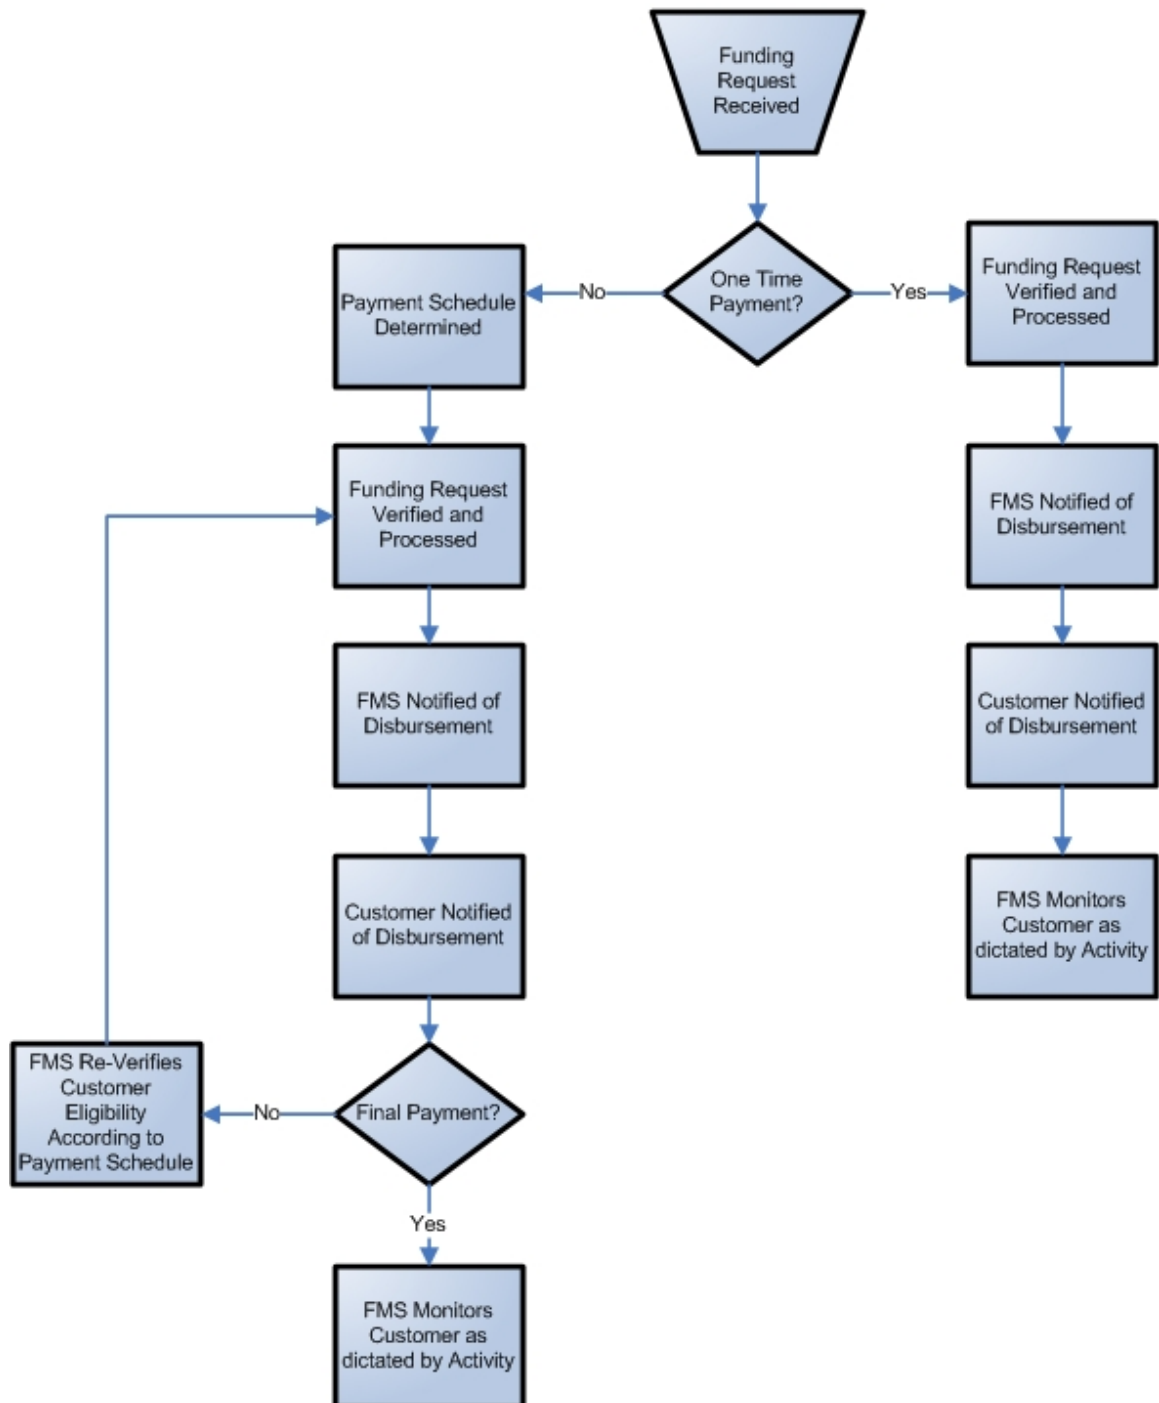 Funding
Request
Received
One Time
Payment?
No
Yes
Payment Schedule
Determined
Funding Request
Verified and
Processed
Funding Request
Verified and
Processed
FMS Notified of
Disbursement
FMS Notified of
Disbursement
Customer Notified
of Disbursement
Customer Notified
of Disbursement
FMS Monitors
Customer as
dictated by Activity
Final Payment?
No
FMS Re-Verifies
Customer
Eligibility
According to
Payment Schedule
Yes
FMS Monitors
Customer as
dictated by Activity